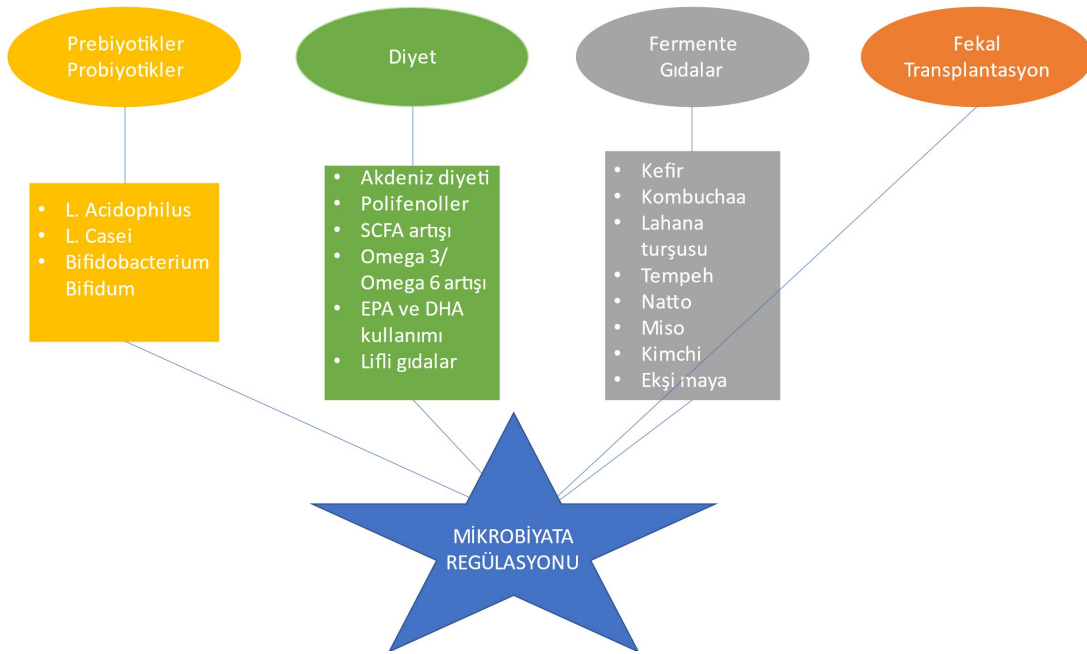 Prebiyotikler
Probiyotikler
Diyet
Fermente
Gıdalar
Fekal
Transplantasyon
• L. Acidophilus
• L. Casei
• Bifidobacterium
Bifidum
• Akdeniz diyeti
• Polifenoller
• SCFA artışı
• Omega 3/
Omega 6 artışı
• EPA ve DHA
kullanımı
• Lifli gıdalar
• Kefir
• Kombuchaa
• Lahana
turşusu
• Tempeh
• Natto
• Miso
• Kimchi
• Ekşi maya
MİKROBİYATA
REGÜLASYONU